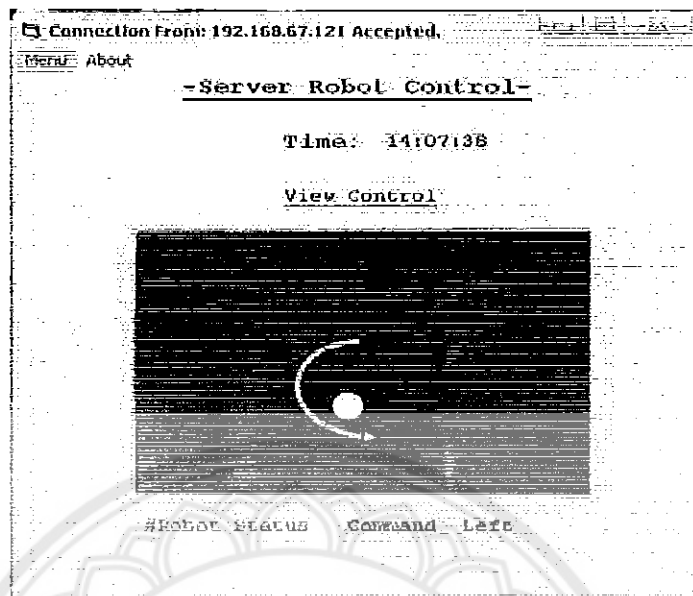 Connection From: 192.168.67.121 Accepted.
Menu About
-Server Robot Control-
Time: 14:07:38
View Control
#Robot Status Command Left